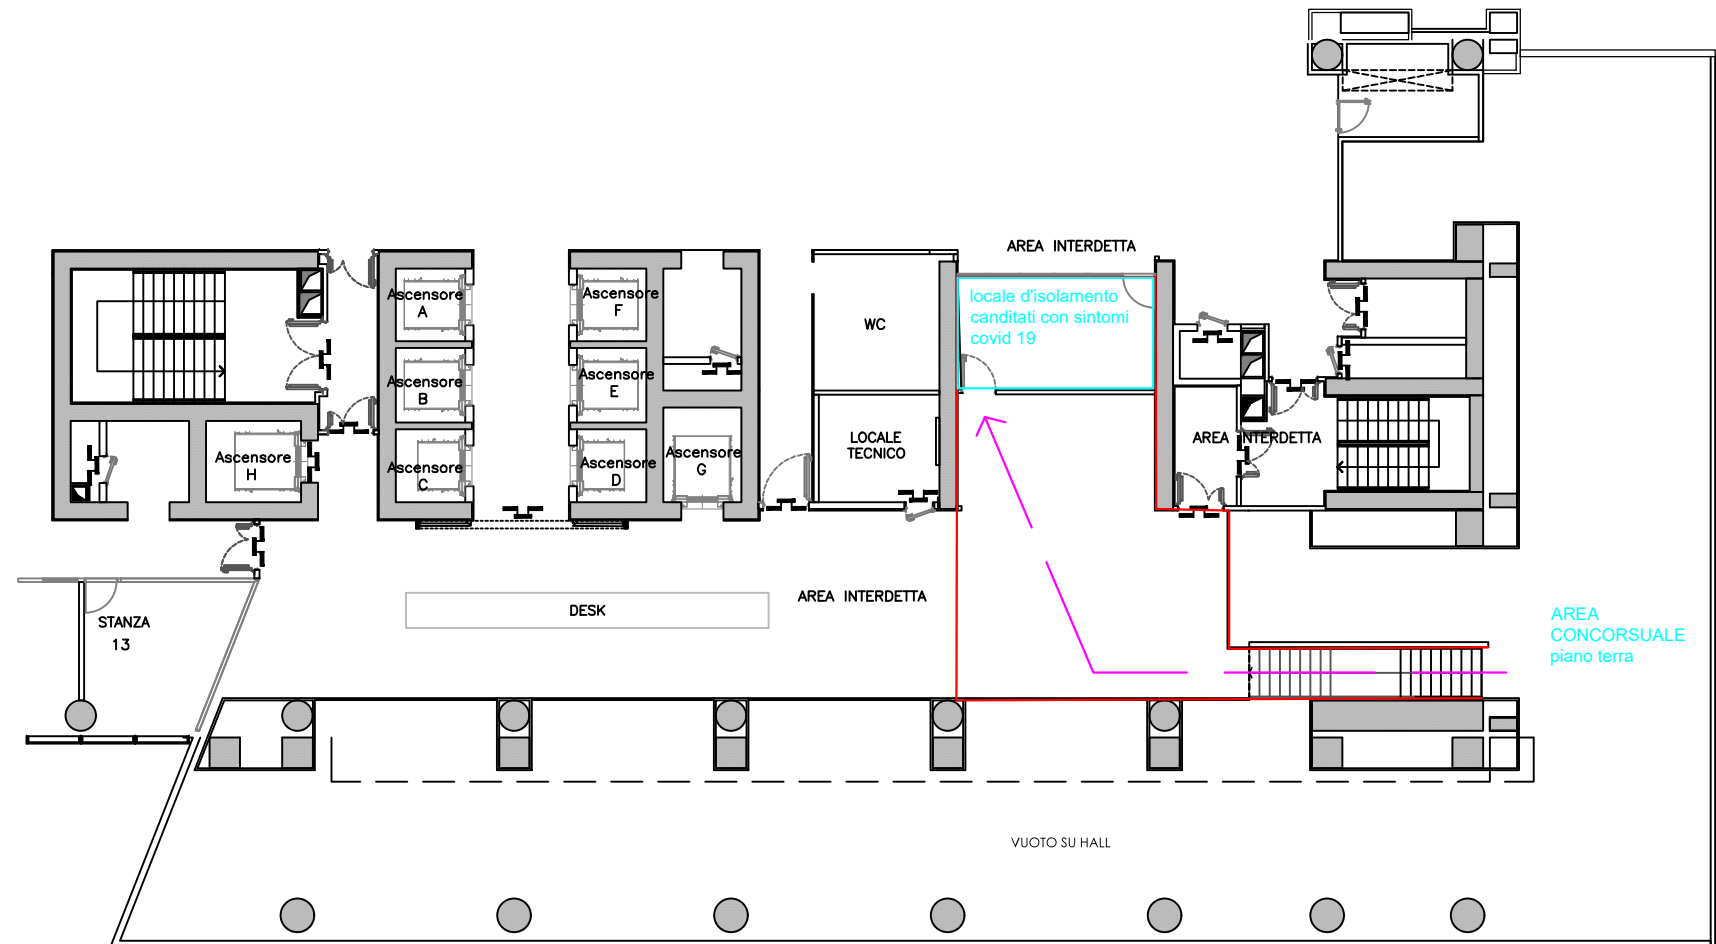 AREA INTERDETTA
Ascensore
A
Ascensore
F
locale d'isolamento
canditati con sintomi
covid 19
WC
Ascensore
B
Ascensore
E
Ascensore
H
Ascensore
C
Ascensore
D
Ascensore
G
LOCALE
TECNICO
AREA INTERDETTA
DESK
AREA INTERDETTA
STANZA
13
AREA
CONCORSUALE
piano terra
VUOTO SU HALL